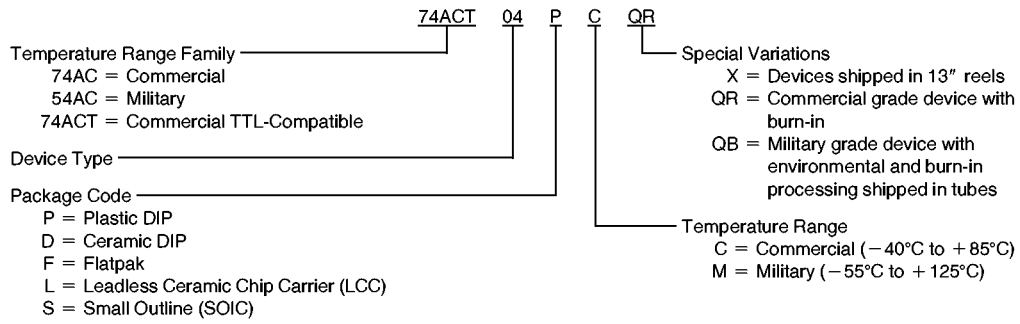 74ACT 04 P C QR
Temperature Range Family
74AC = Commercial
54AC = Military
74ACT = Commercial TTL-Compatible
Device Type
Package Code
P = Plastic DIP
D = Ceramic DIP
F = Flatpak
L = Leadless Ceramic Chip Carrier (LCC)
S = Small Outline (SOIC)
Special Variations
X = Devices shipped in 13″ reels
QR = Commercial grade device with
burn-in
QB = Military grade device with
environmental and burn-in
processing shipped in tubes
Temperature Range
C = Commercial (−40°C to +85°C)
M = Military (−55°C to +125°C)